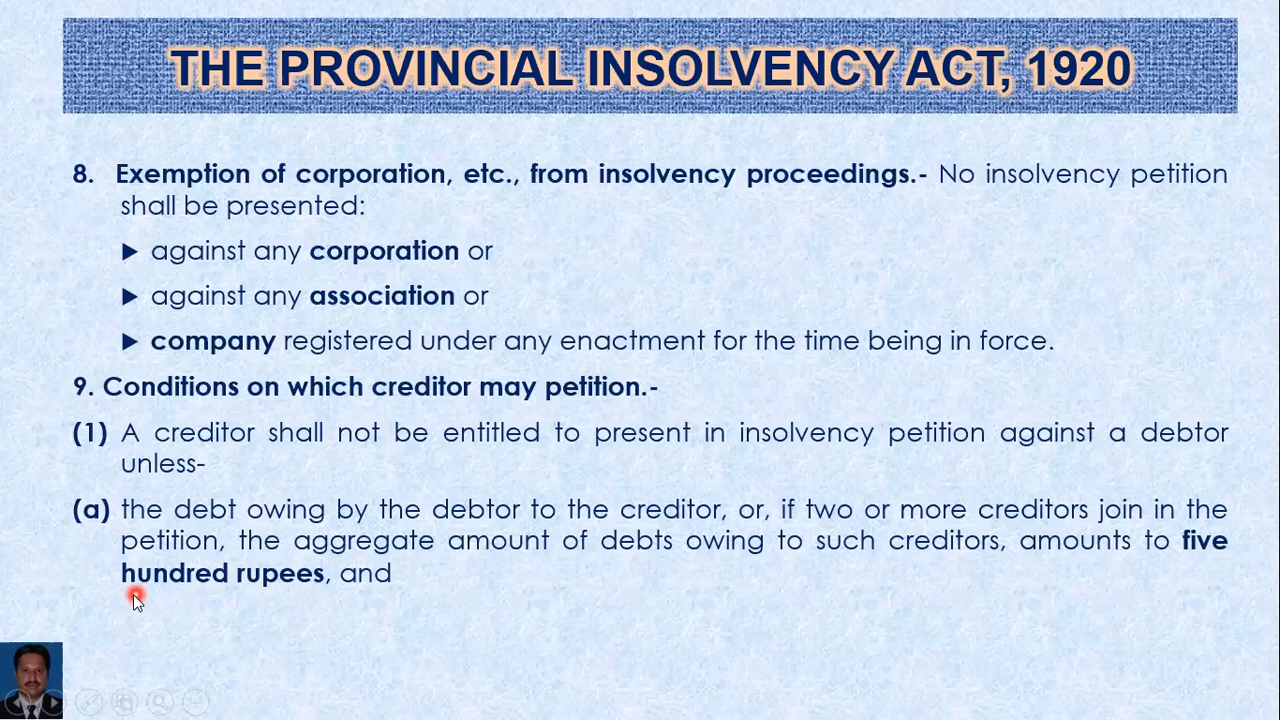 THE PROVINCIAL INSOLVENCY ACT, 1920
8. Exemption of corporation, etc., from insolvency proceedings.- No insolvency petition
shall be presented:
▶ against any corporation or
▶ against any association or
▶ company registered under any enactment for the time being in force.
9. Conditions on which creditor may petition.-
(1) A creditor shall not be entitled to present in insolvency petition against a debtor
unless-
(a) the debt owing by the debtor to the creditor, or, if two or more creditors join in the
petition, the aggregate amount of debts owing to such creditors, amounts to five
hundred rupees, and